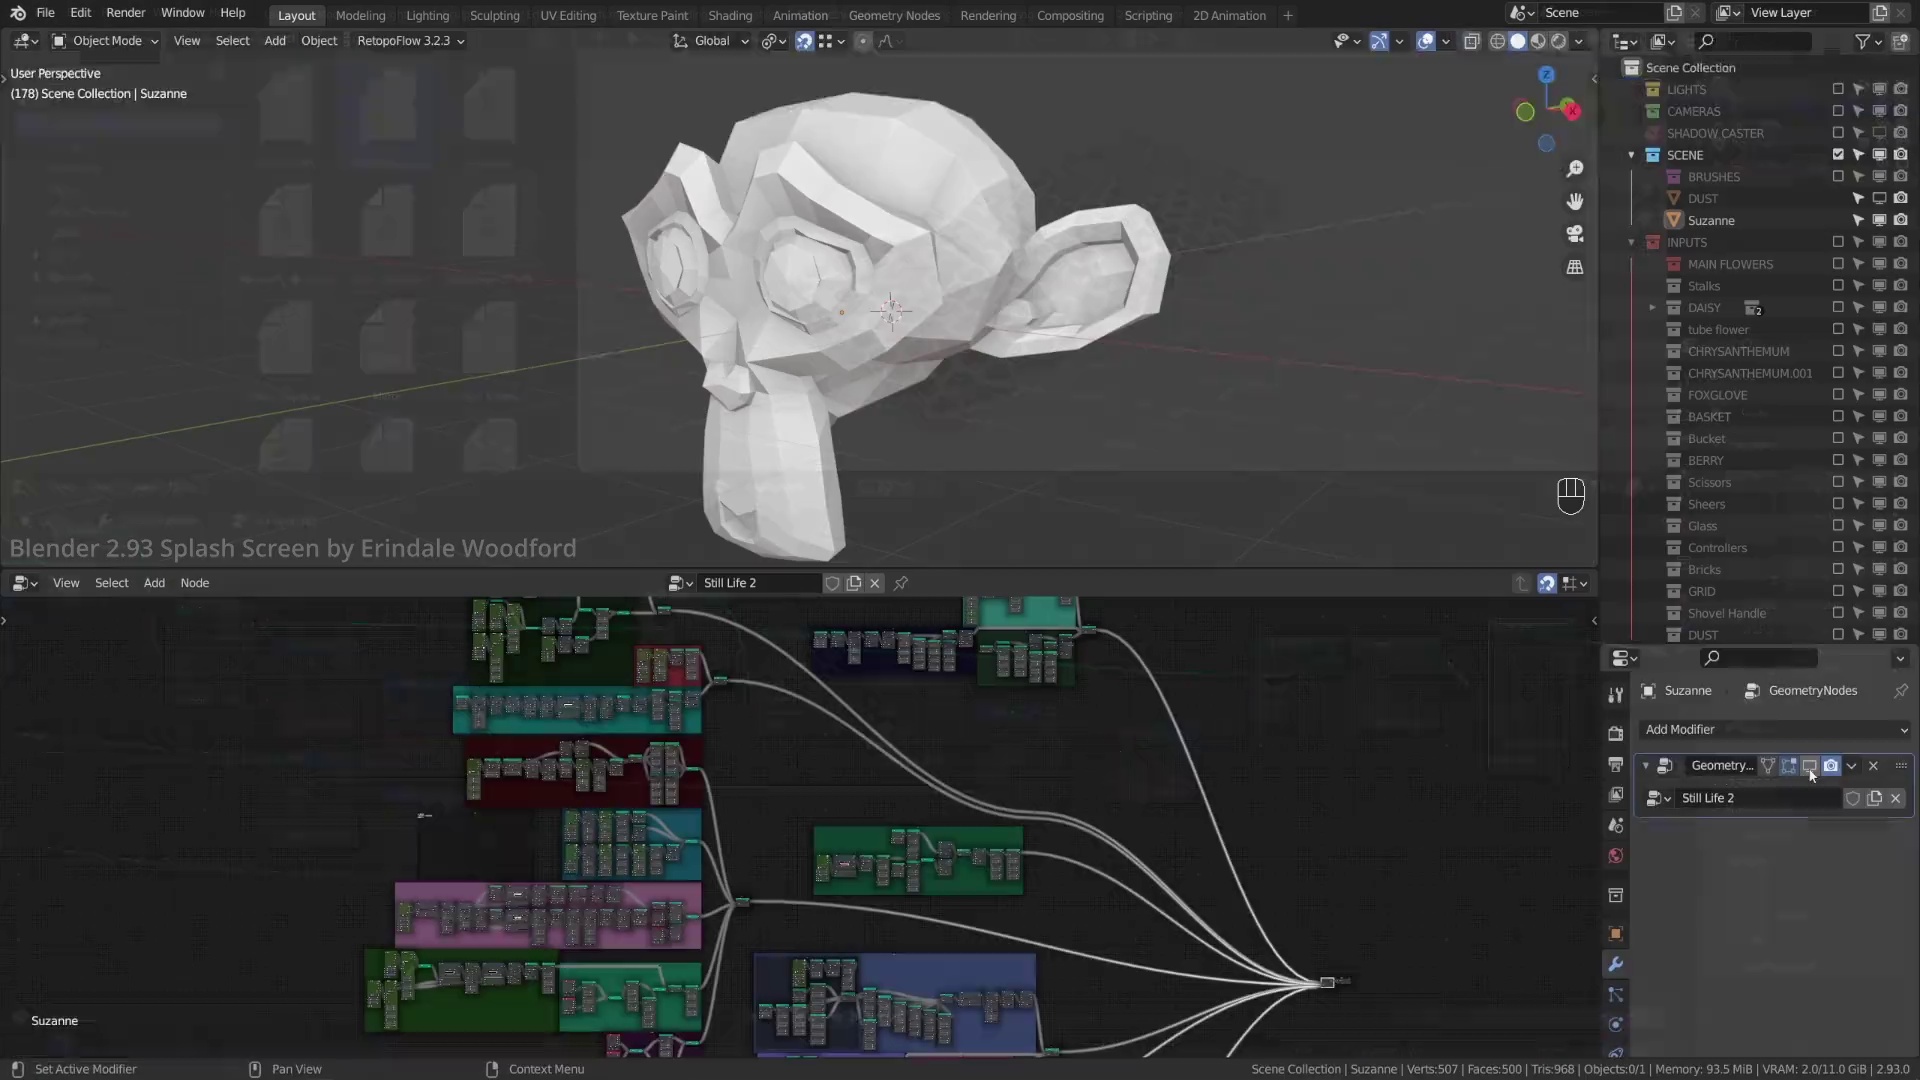 File Edit Render Window Help Layout Modeling Lighting Sculpting UV Editing Texture Paint Shading Animation Geometry Nodes Rendering Compositing Scripting 2D Animation + Scene View Layer
Object Mode View Select Add Object RetopoFlow 3.2.3 Global
User Perspective
(178) Scene Collection | Suzanne
Z
X
Blender 2.93 Splash Screen by Erindale Woodford
Scene Collection
LIGHTS
CAMERAS
SHADOW CASTER
SCENE
BRUSHES
DUST
Suzanne
INPUTS
MAIN FLOWERS
Stalks
DAISY 2
tube flower
CHRYSANTHEMUM
CHRYSANTHEMUM.001
FOXGLOVE
BASKET
Bucket
BERRY
Scissors
Sheers
Glass
Controllers
Bricks
GRID
Shovel Handle
DUST
View Select Add Node Still Life 2
Suzanne
Suzanne GeometryNodes
Add Modifier
Geometry...
Still Life 2
Set Active Modifier Pan View Context Menu Scene Collection | Suzanne | Verts:507 | Faces:500 | Tris:968 | Objects:0/1 | Memory: 93.5 MiB | VRAM: 2.0/11.0 GiB | 2.93.0